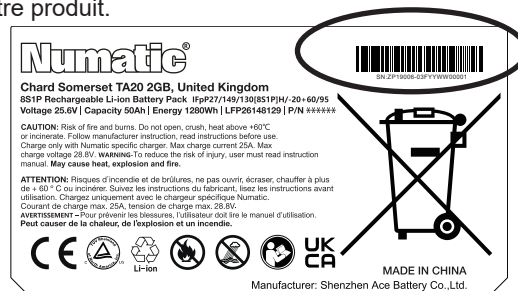 tre produit.
Numatic®
SN:ZP19006-03FYYWW00001
Chard Somerset TA20 2GB, United Kingdom
8S1P Rechargeable Li-ion Battery Pack IFpP27/149/130[8S1P]H/-20+60/95
Voltage 25.6V | Capacity 50Ah | Energy 1280Wh | LFP26148129 | P/N ******
CAUTION: Risk of fire and burns. Do not open, crush, heat above +60°C
or incinerate. Follow manufacturer instruction, read instructions before use.
Charge only with Numatic specific charger. Max charge current 25A. Max
charge voltage 28.8V. WARNING-To reduce the risk of injury, user must read instruction
manual. May cause heat, explosion and fire.
ATTENTION: Risques d'incendie et de brûlures, ne pas ouvrir, écraser, chauffer à plus
de + 60 ° C ou incinérer. Suivez les instructions du fabricant, lisez les instructions avant
utilisation. Chargez uniquement avec le chargeur spécifique Numatic.
Courant de charge max. 25A, tension de charge max. 28.8V.
AVERTISSEMENT – Pour prévenir les blessures, l'utilisateur doit lire le manuel d'utilisation.
Peut causer de la chaleur, de l'explosion et un incendie.
CE
Li-ion
UK
CA
MADE IN CHINA
Manufacturer: Shenzhen Ace Battery Co.,Ltd.